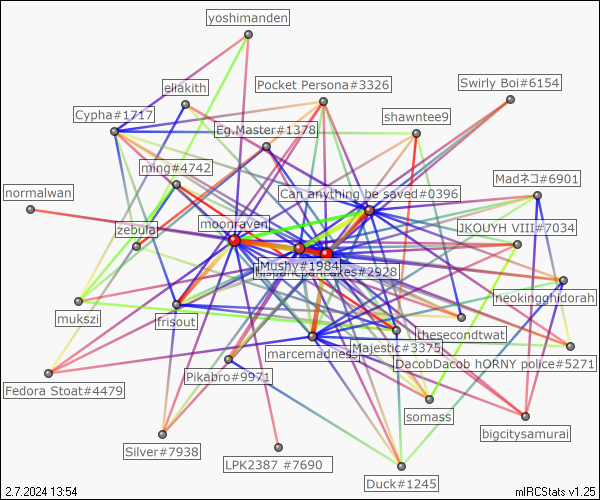 yoshimanden
Swirly Boi#6154
Pocket Persona#3326
eliakith
Cypha#1717
shawntee9
Eg.Master#1378
ming#4742
Madネコ#6901
normalwan
Can anything be saved#0396
moonraven
zebula
JKOUYH VIII#7034
Mushy#1984
#2928
neokingghidorah
mukszi
frisout
thesecondtwat
marcemadness
Majestic#3375
DacobDacob hORNY police#5271
Pikabro#9971
Fedora Stoat#4479
somass
bigcitysamurai
Silver#7938
LPK2387 #7690
Duck#1245
2.7.2024 13:54
mIRCStats v1.25